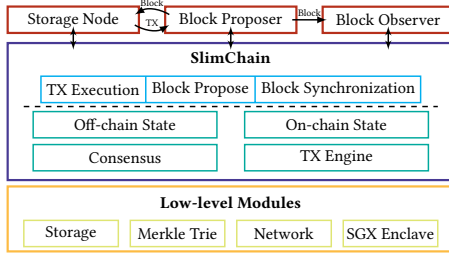 Block
Storage Node
TX
Block Proposer
Block
Block Observer
SlimChain
TX Execution
Block Propose
Block Synchronization
Off-chain State
On-chain State
Consensus
TX Engine
Low-level Modules
Storage
Merkle Trie
Network
SGX Enclave